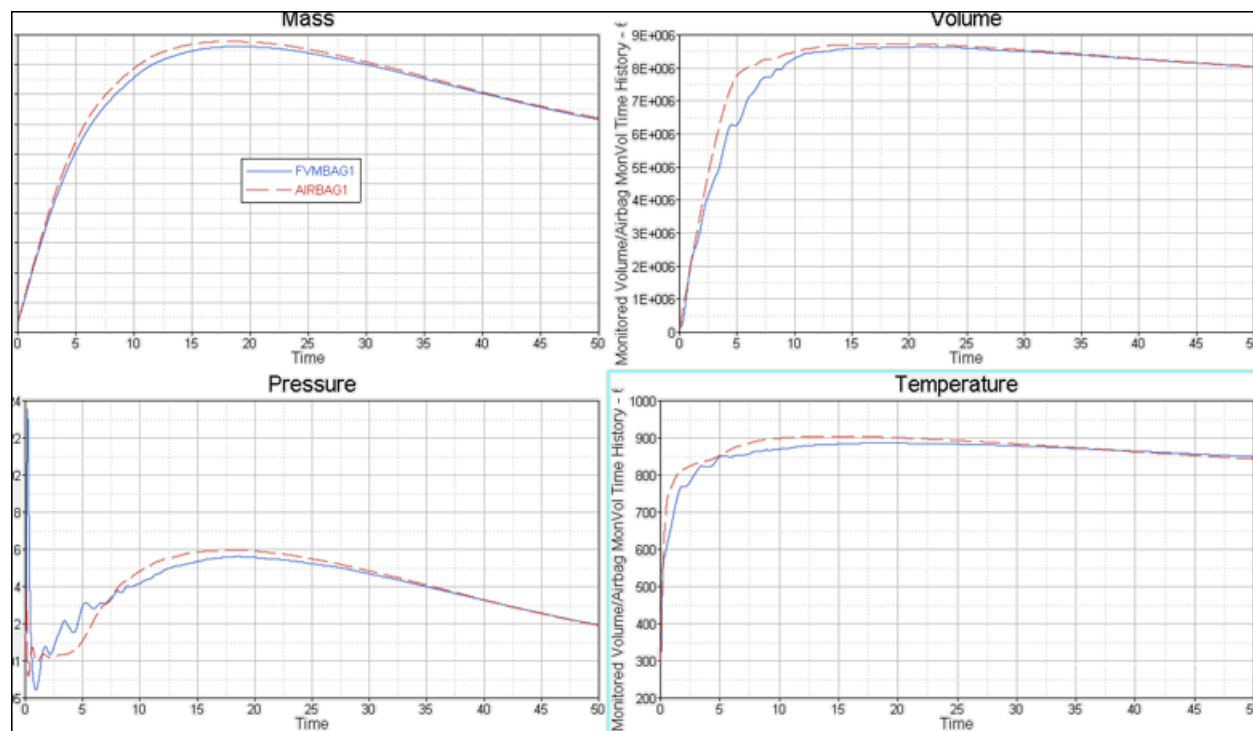 Mass
FVMBAG1
AIRBAG1
0 5 10 15 20 25 30 35 40 45 50
Time
Volume
Monitored Volume/Airbag MonVol Time History -
9E+006
8E+006
7E+006
6E+006
5E+006
4E+006
3E+006
2E+006
1E+006
0
0 5 10 15 20 25 30 35 40 45
Time
Pressure
0 5 10 15 20 25 30 35 40 45 50
Time
Temperature
Monitored Volume/Airbag MonVol Time History -
1000
900
800
700
600
500
400
300
200
0 5 10 15 20 25 30 35 40 45
Time